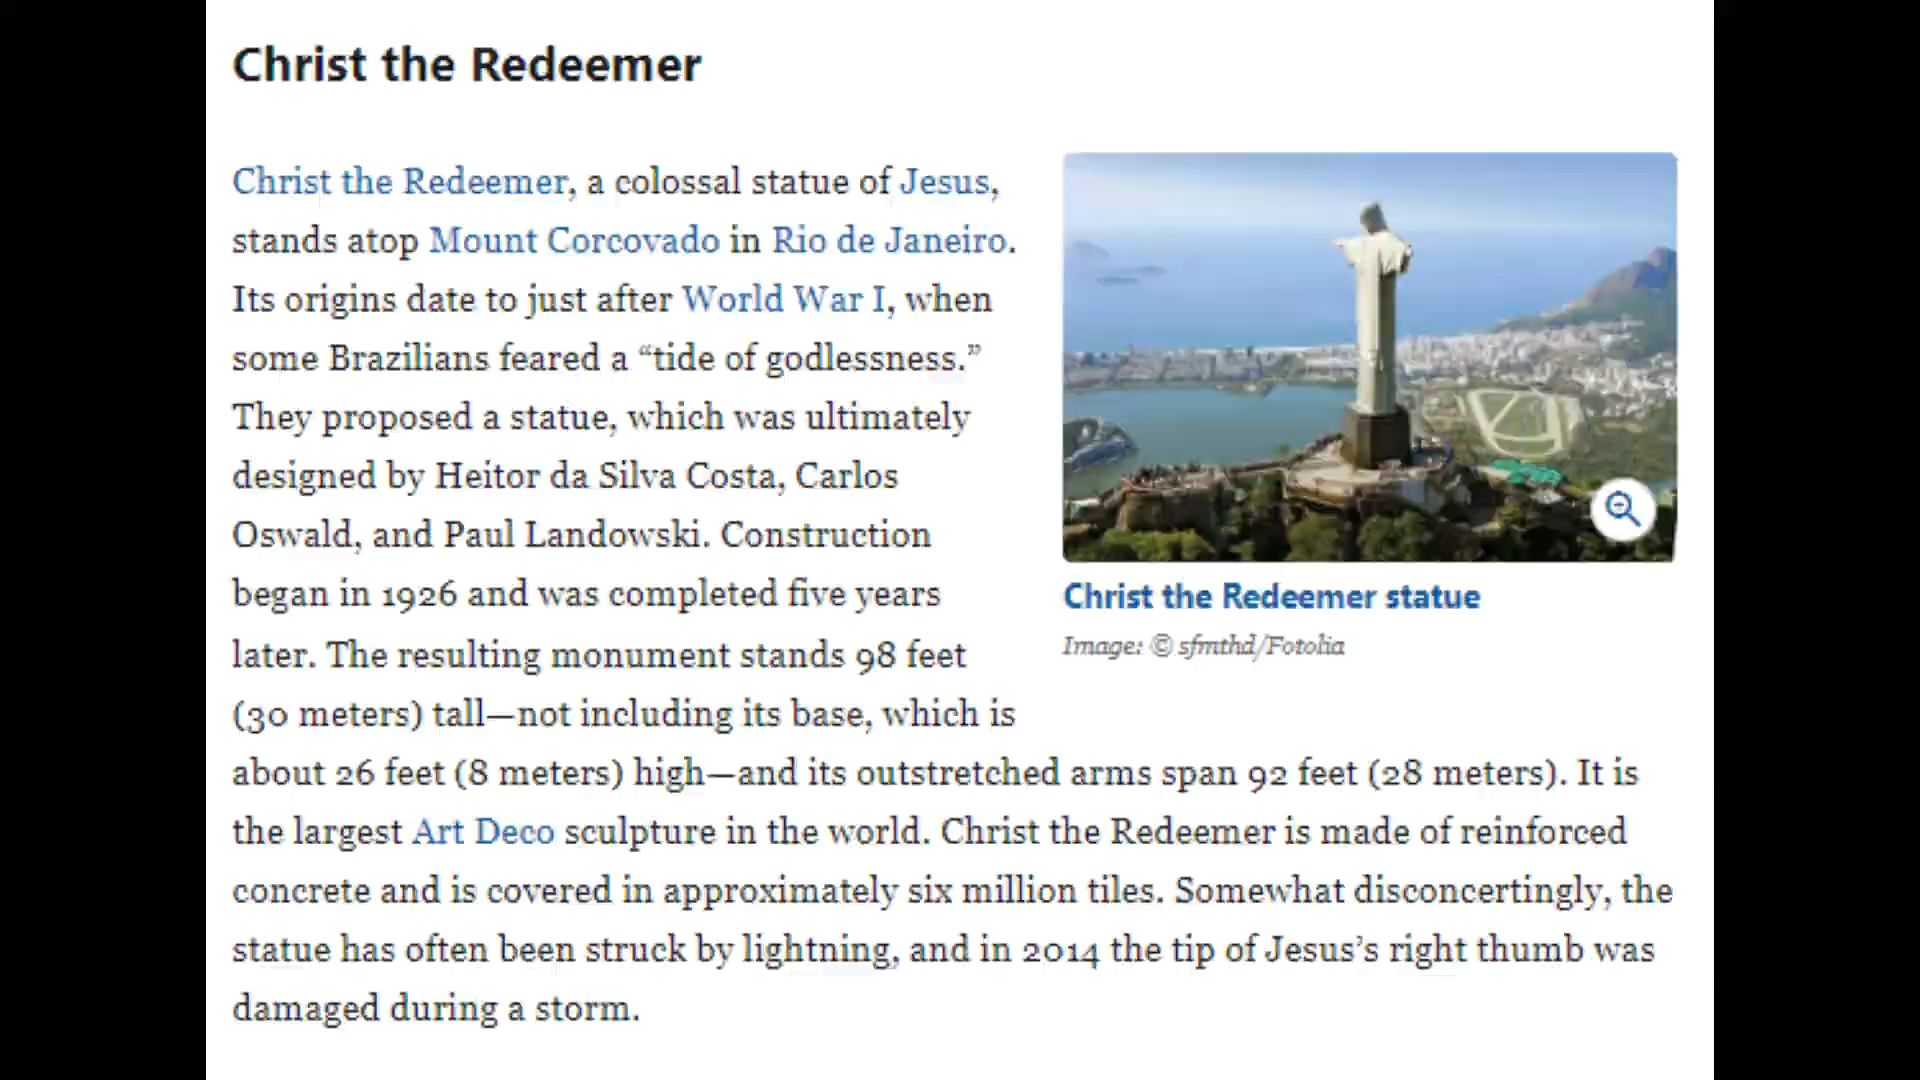 Christ the Redeemer
Christ the Redeemer, a colossal statue of Jesus,
stands atop Mount Corcovado in Rio de Janeiro.
Its origins date to just after World War I, when
some Brazilians feared a “tide of godlessness.”
They proposed a statue, which was ultimately
designed by Heitor da Silva Costa, Carlos
Oswald, and Paul Landowski. Construction
began in 1926 and was completed five years
later. The resulting monument stands 98 feet
(30 meters) tall—not including its base, which is
about 26 feet (8 meters) high—and its outstretched arms span 92 feet (28 meters). It is
the largest Art Deco sculpture in the world. Christ the Redeemer is made of reinforced
concrete and is covered in approximately six million tiles. Somewhat disconcertingly, the
statue has often been struck by lightning, and in 2014 the tip of Jesus’s right thumb was
damaged during a storm.
Christ the Redeemer statue
Image: © sfmthd/Fotolia